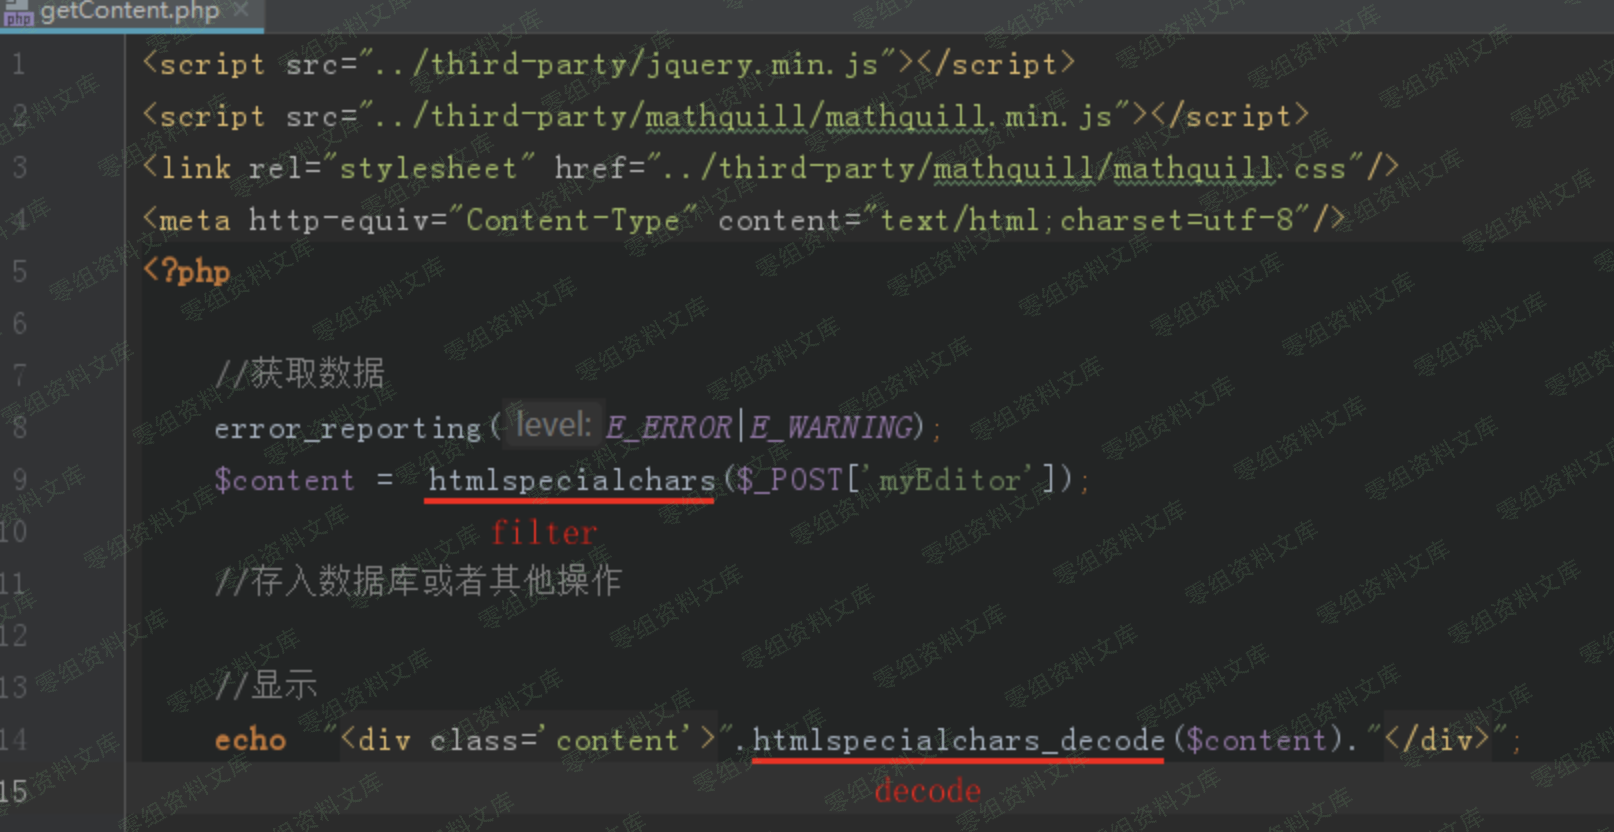 php getContent.php ×
1 <script src="../third-party/jquery.min.js"></script>
2 <script src="../third-party/mathquill/mathquill.min.js"></script>
3 <link rel="stylesheet" href="../third-party/mathquill/mathquill.css"/>
4 <meta http-equiv="Content-Type" content="text/html;charset=utf-8"/>
5 <?php
6
7 //获取数据
8 error_reporting( level: E_ERROR|E_WARNING);
9 $content = htmlspecialchars($_POST['myEditor']);
10 filter
11 //存入数据库或者其他操作
12
13 //显示
14 echo "<div class='content'>".htmlspecialchars_decode($content)."</div>";
15 decode
零组资料文库